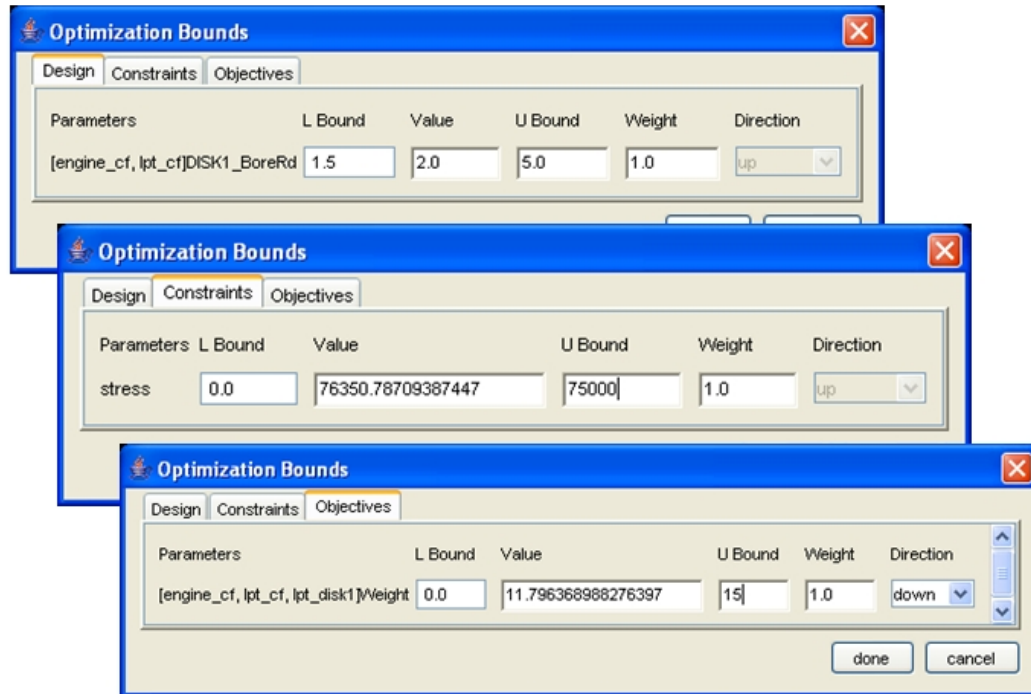 Optimization Bounds
Design Constraints Objectives
Parameters L Bound Value U Bound Weight Direction
[engine_cf, lpt_cf]DISK1_BoreRd 1.5 2.0 5.0 1.0 up
Optimization Bounds
Design Constraints Objectives
Parameters L Bound Value U Bound Weight Direction
stress 0.0 76350.78709387447 75000 1.0 up
Optimization Bounds
Design Constraints Objectives
Parameters L Bound Value U Bound Weight Direction
[engine_cf, lpt_cf, lpt_disk1]Weight 0.0 11.796368988276397 15 1.0 down
done cancel